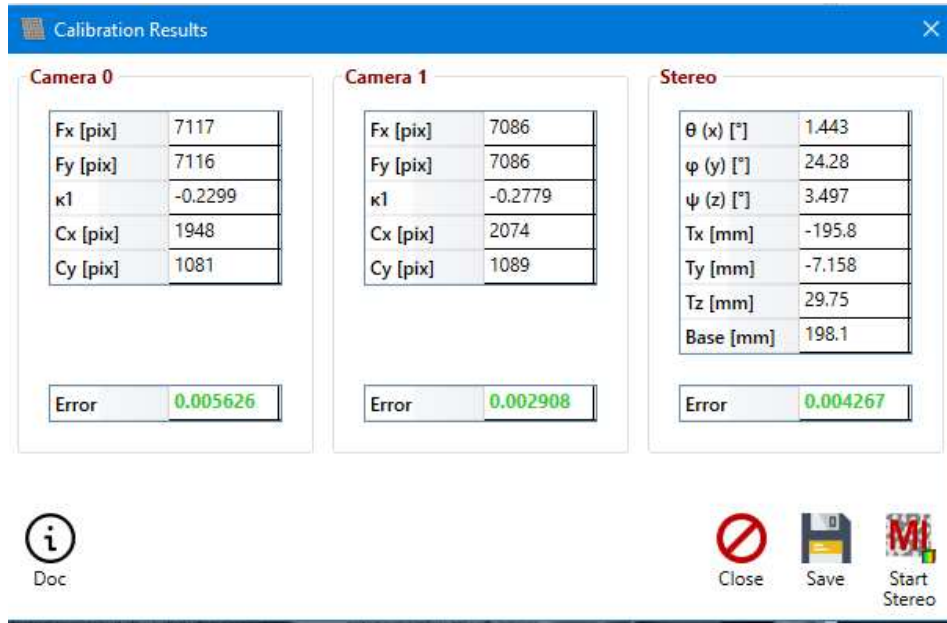 Calibration Results
Camera 0
Fx [pix] 7117
Fy [pix] 7116
κ1 -0.2299
Cx [pix] 1948
Cy [pix] 1081
Error 0.005626
Camera 1
Fx [pix] 7086
Fy [pix] 7086
κ1 -0.2779
Cx [pix] 2074
Cy [pix] 1089
Error 0.002908
Stereo
θ (x) [°] 1.443
φ (y) [°] 24.28
ψ (z) [°] 3.497
Tx [mm] -195.8
Ty [mm] -7.158
Tz [mm] 29.75
Base [mm] 198.1
Error 0.004267
i
Doc
Close
Save
MI
Start
Stereo